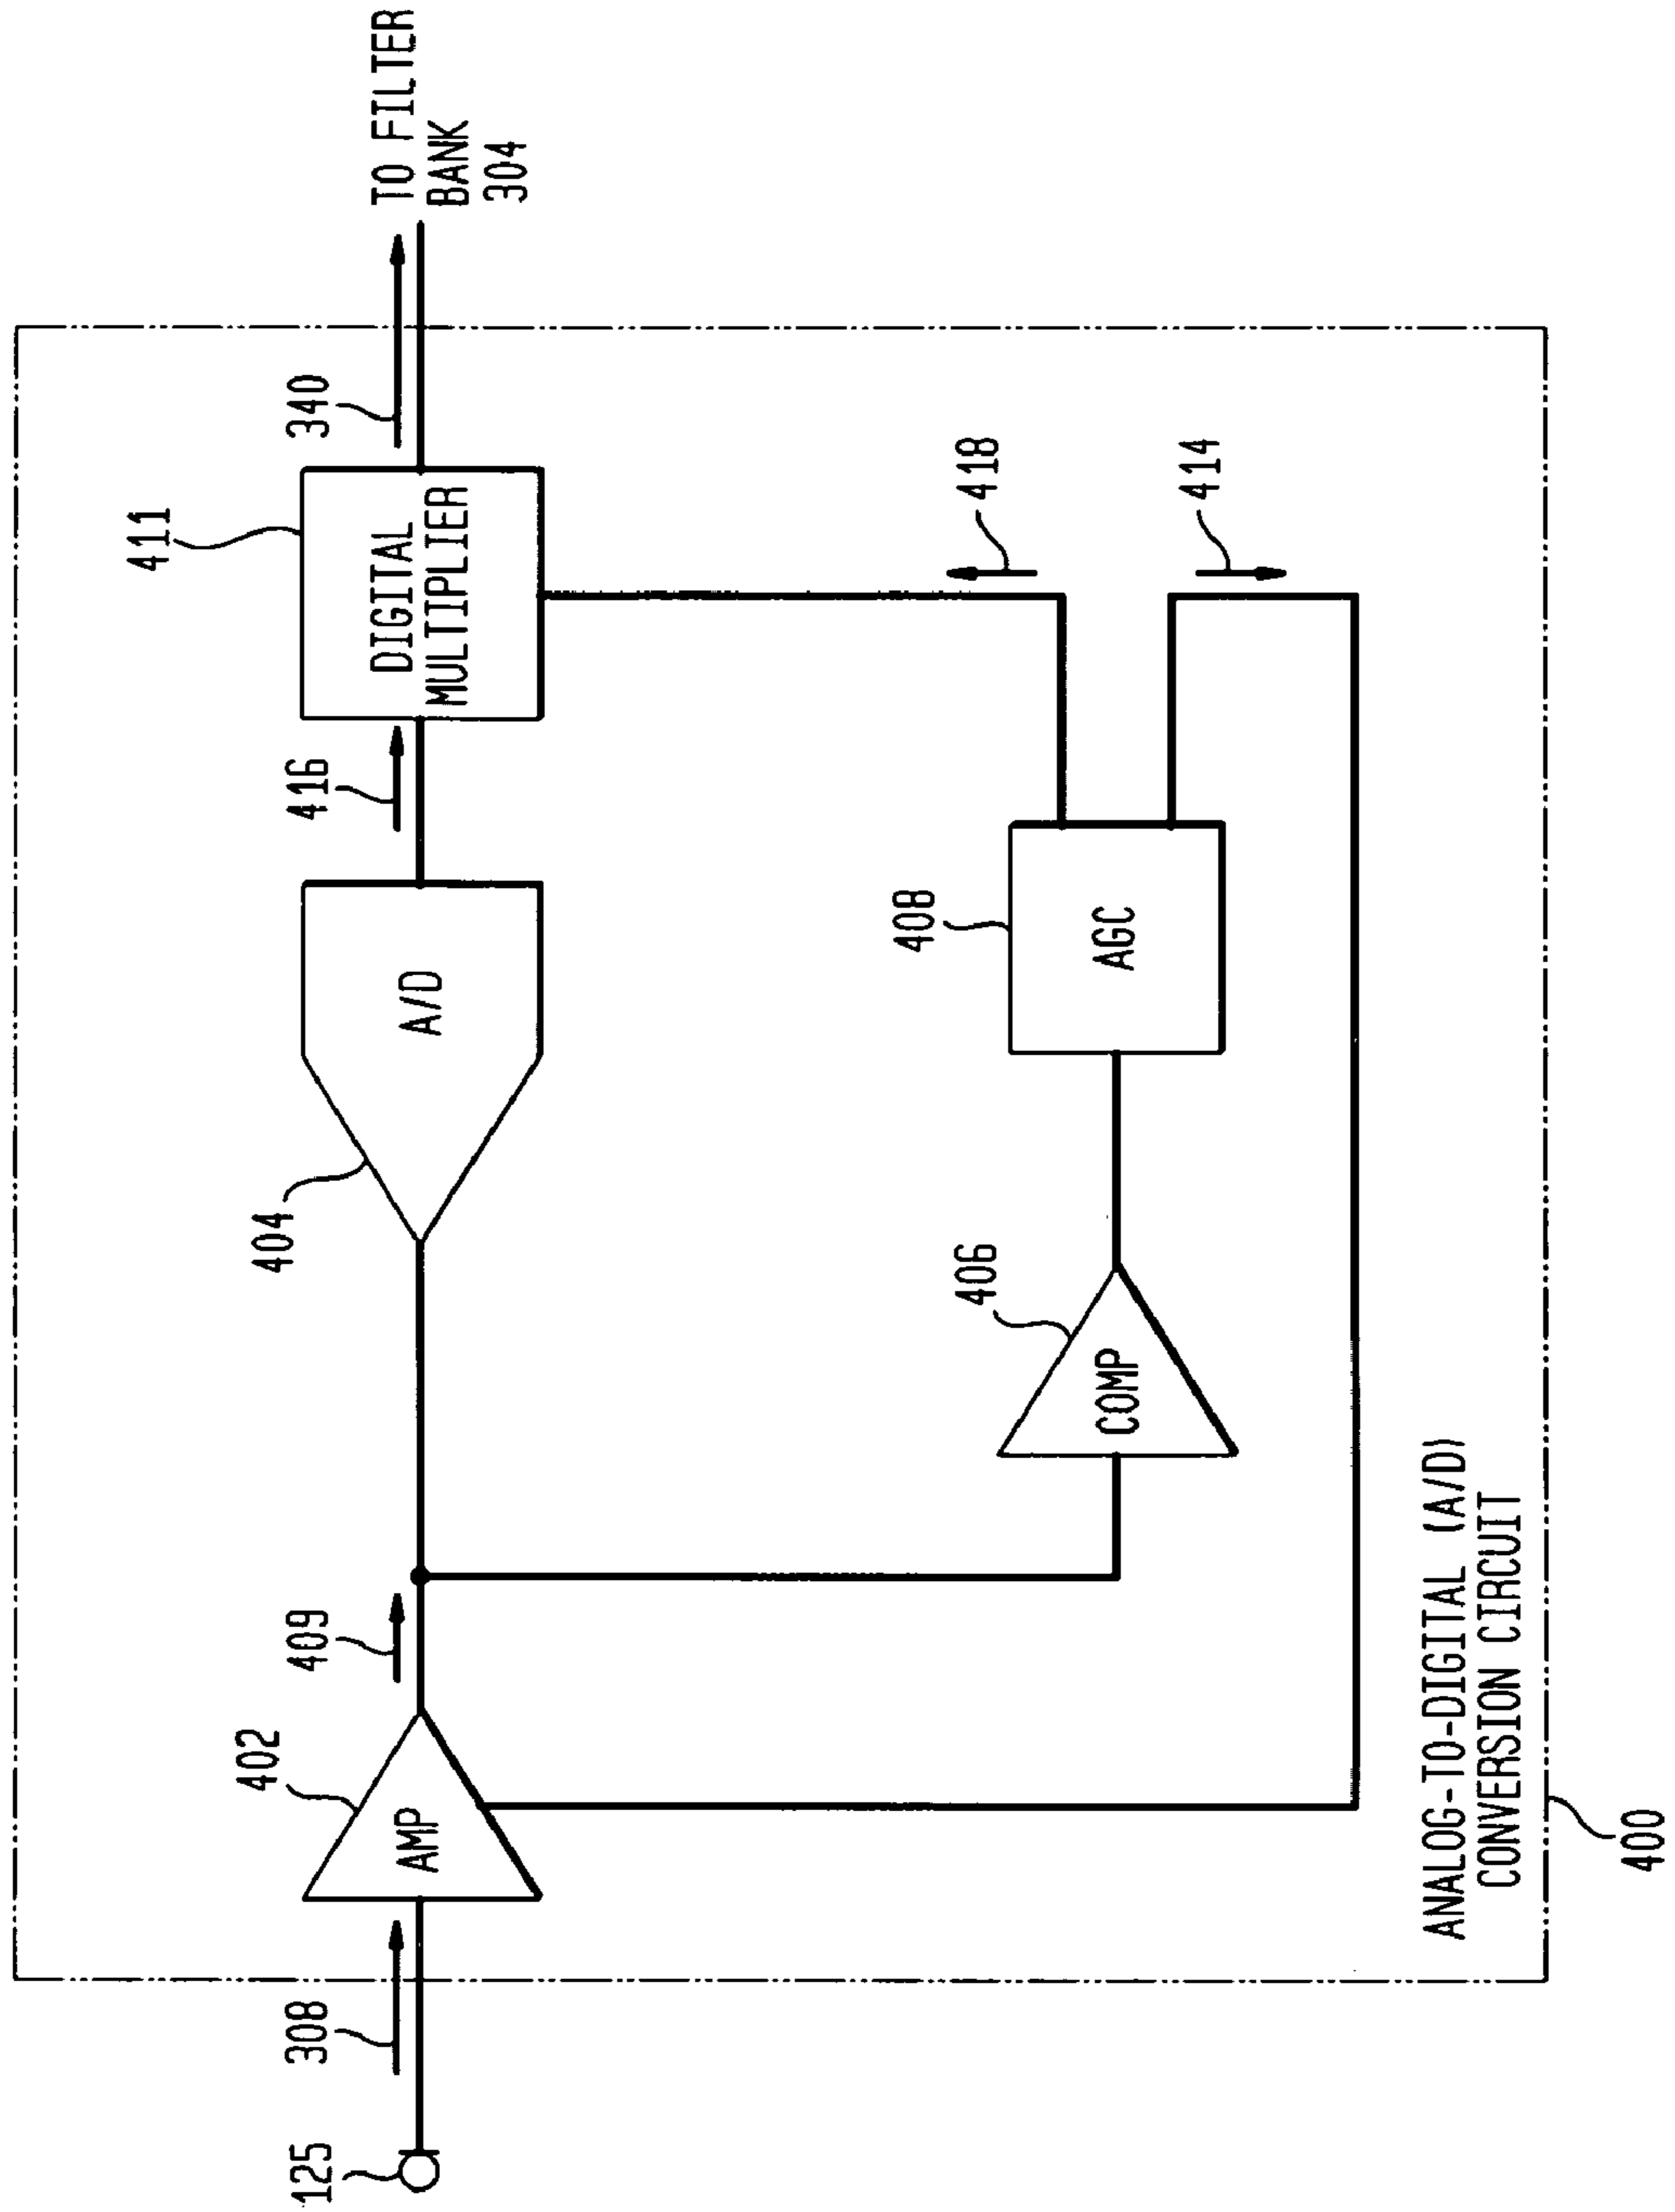 125
308
AMP
402
409
404
A/D
416
411
DIGITAL
MULTIPLIER
340
TO FILTER
BANK
304
COMP
406
AGC
408
418
414
ANALOG-TO-DIGITAL (A/D)
CONVERSION CIRCUIT
400